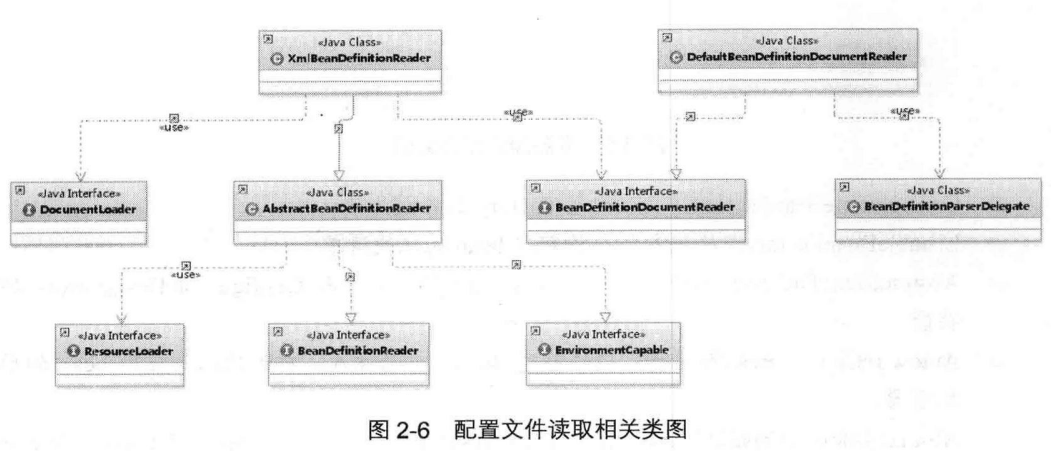 «Java Class»
XmlBeanDefinitionReader
«Java Class»
DefaultBeanDefinitionDocumentReader
«use»
«use»
«use»
«Java Interface»
DocumentLoader
«Java Class»
AbstractBeanDefinitionReader
«Java Interface»
BeanDefinitionDocumentReader
«Java Class»
BeanDefinitionParserDelegate
«use»
«Java Interface»
ResourceLoader
«Java Interface»
BeanDefinitionReader
«Java Interface»
EnvironmentCapable
图 2-6 配置文件读取相关类图